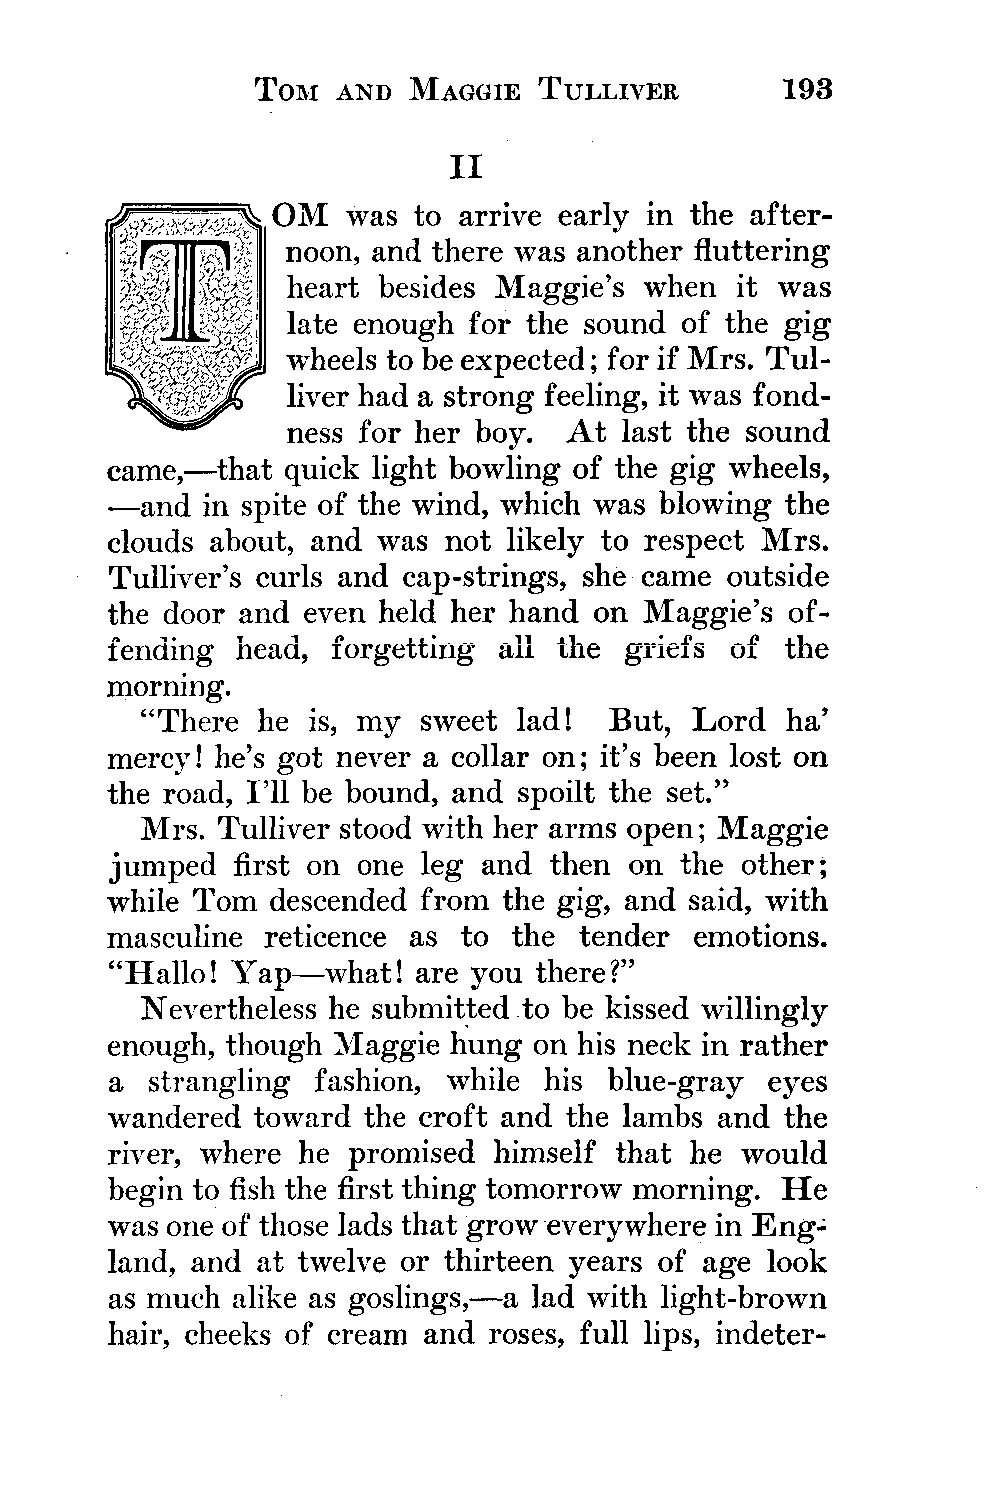 TOM AND MAGGIE TULLIVER 193
II
TOM was to arrive early in the after-
noon, and there was another fluttering
heart besides Maggie's when it was
late enough for the sound of the gig
wheels to be expected; for if Mrs. Tul-
liver had a strong feeling, it was fond-
ness for her boy. At last the sound
came,—that quick light bowling of the gig wheels,
—and in spite of the wind, which was blowing the
clouds about, and was not likely to respect Mrs.
Tulliver's curls and cap-strings, she came outside
the door and even held her hand on Maggie's of-
fending head, forgetting all the griefs of the
morning.
“There he is, my sweet lad! But, Lord ha’
mercy! he's got never a collar on; it's been lost on
the road, I'll be bound, and spoilt the set.”
Mrs. Tulliver stood with her arms open; Maggie
jumped first on one leg and then on the other;
while Tom descended from the gig, and said, with
masculine reticence as to the tender emotions.
“Hallo! Yap—what! are you there?”
Nevertheless he submitted to be kissed willingly
enough, though Maggie hung on his neck in rather
a strangling fashion, while his blue-gray eyes
wandered toward the croft and the lambs and the
river, where he promised himself that he would
begin to fish the first thing tomorrow morning. He
was one of those lads that grow everywhere in Eng-
land, and at twelve or thirteen years of age look
as much alike as goslings,—a lad with light-brown
hair, cheeks of cream and roses, full lips, indeter-